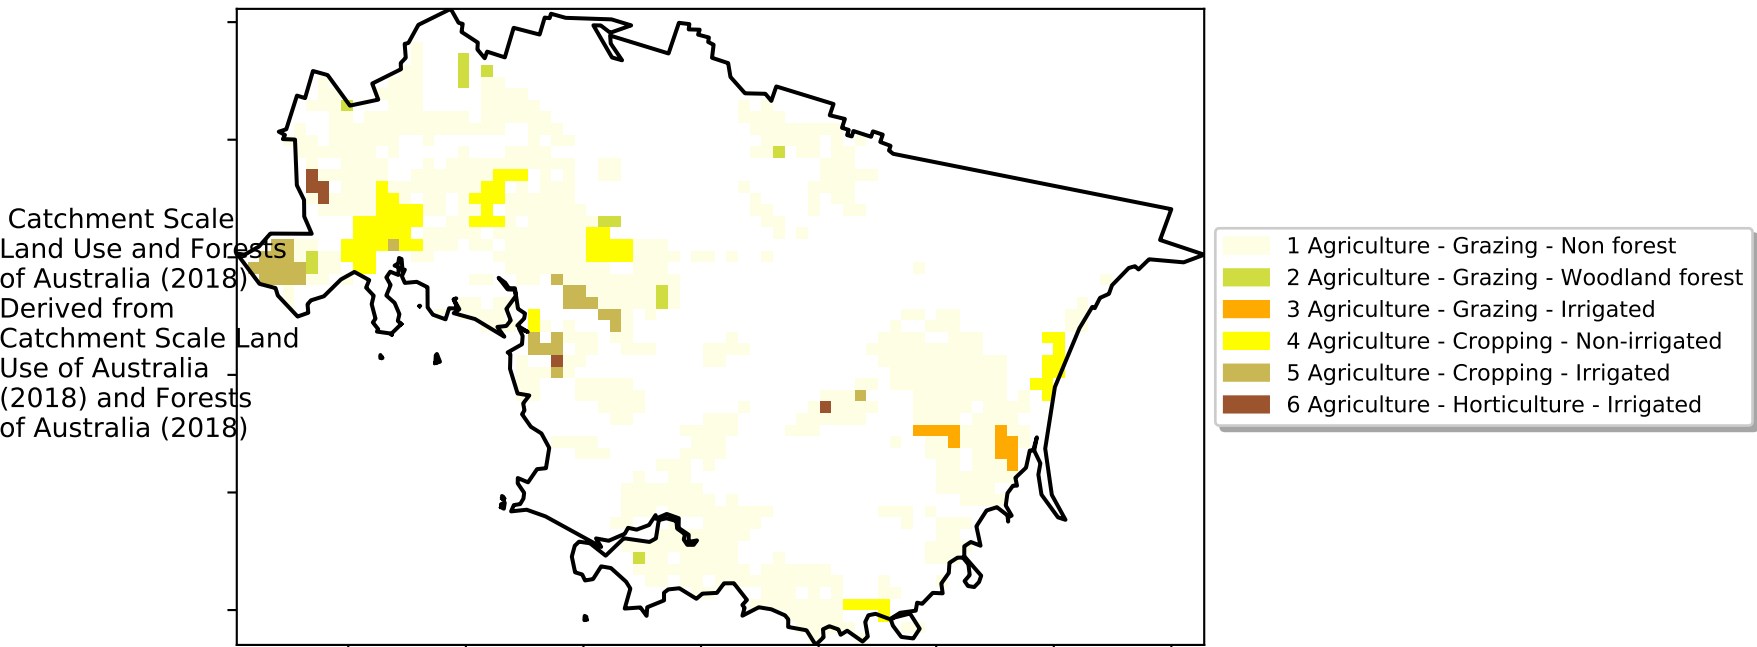 Catchment Scale
Land Use and Forests
of Australia (2018)
Derived from
Catchment Scale Land
Use of Australia
(2018) and Forests
of Australia (2018)
1 Agriculture - Grazing - Non forest
2 Agriculture - Grazing - Woodland forest
3 Agriculture - Grazing - Irrigated
4 Agriculture - Cropping - Non-irrigated
5 Agriculture - Cropping - Irrigated
6 Agriculture - Horticulture - Irrigated